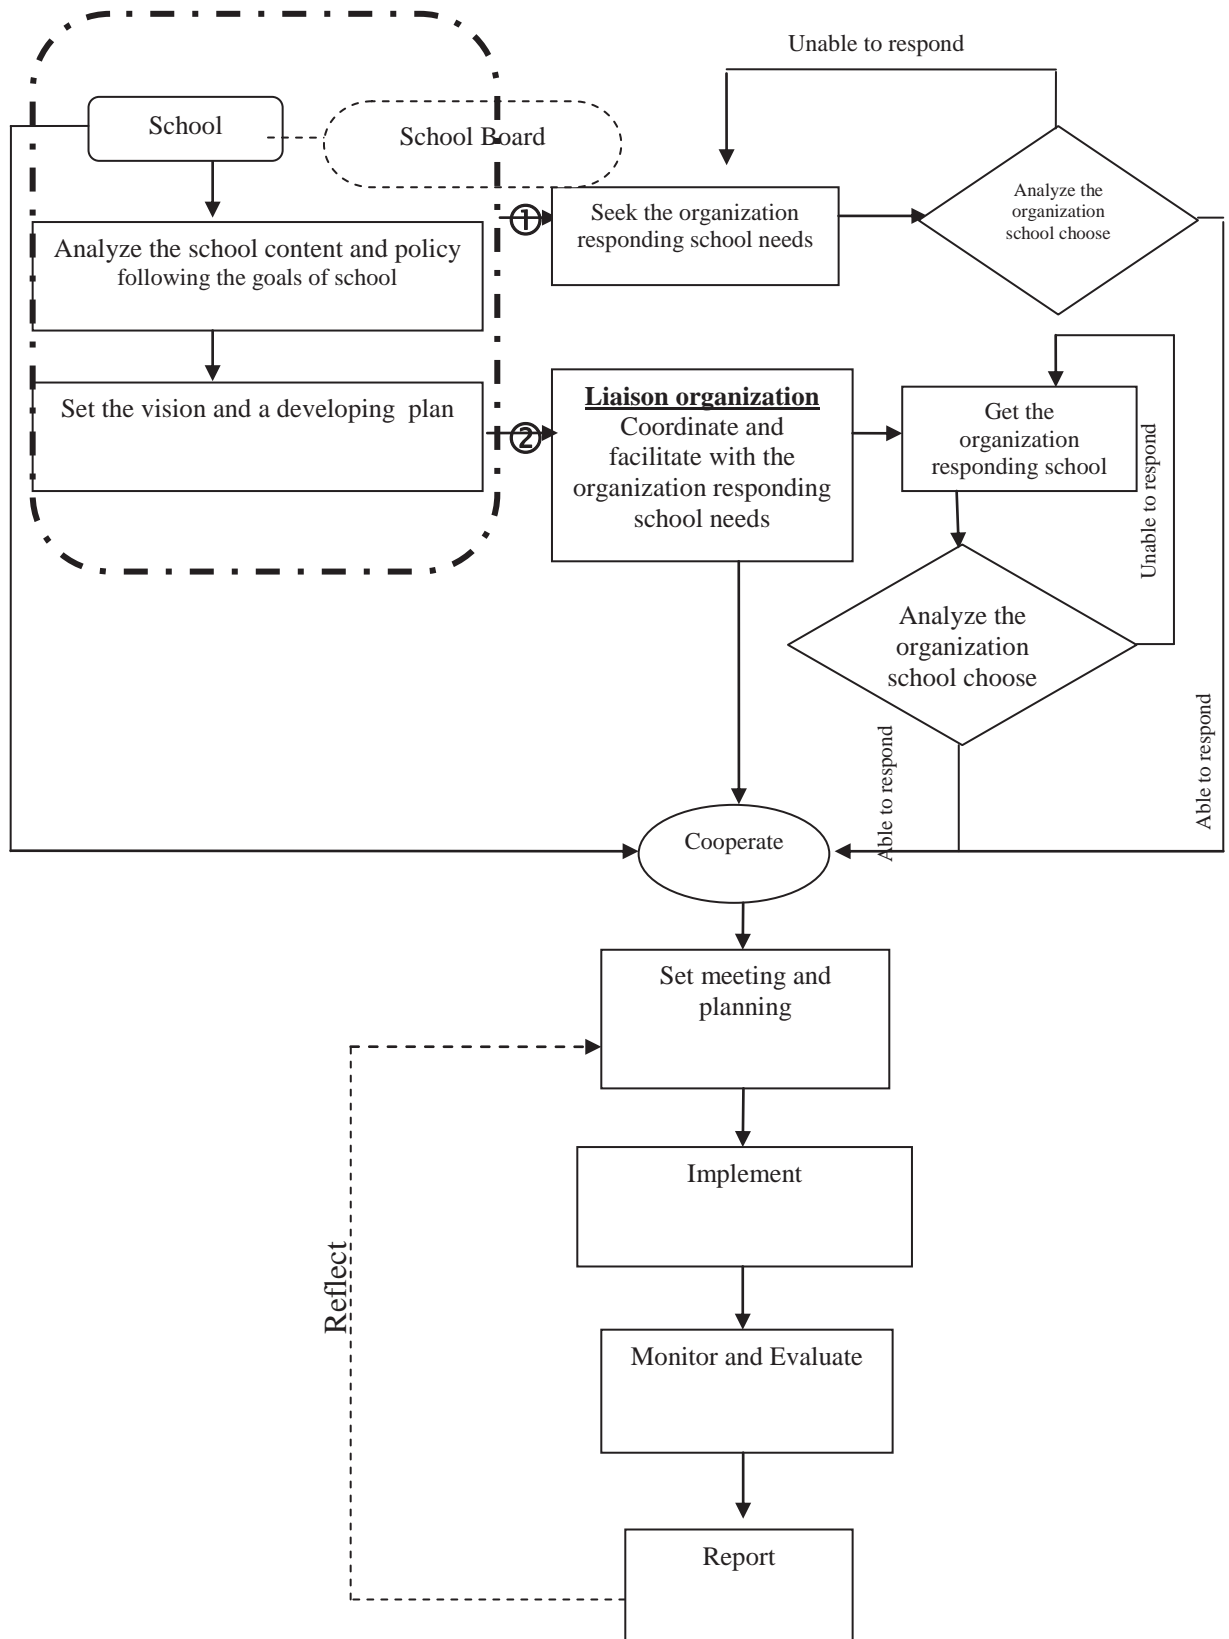 Unable to respond
School
School Board
Analyze the school content and policy
following the goals of school
Set the vision and a developing plan
①
Seek the organization
responding school needs
Analyze the
organization
school choose
②
Liaison organization
Coordinate and
facilitate with the
organization responding
school needs
Get the
organization
responding school
Unable to respond
Analyze the
organization
school choose
Able to respond
Able to respond
Cooperate
Set meeting and
planning
Implement
Reflect
Monitor and Evaluate
Report